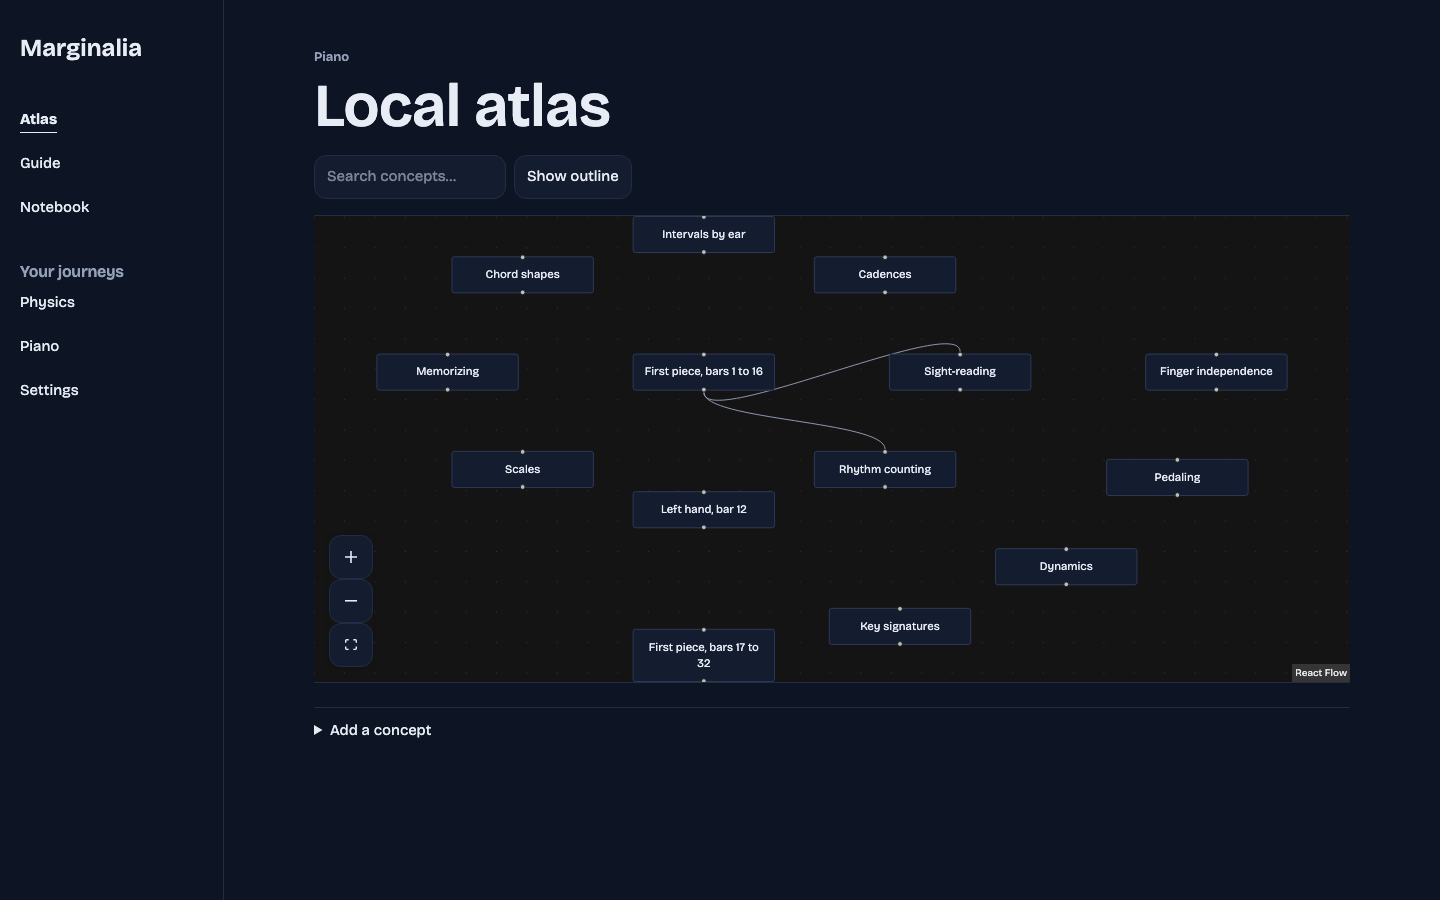 Marginalia
Atlas
Guide
Notebook
Your journeys
Physics
Piano
Settings
Piano
Local atlas
Search concepts...
Show outline
Intervals by ear
Chord shapes
Cadences
Memorizing
First piece, bars 1 to 16
Sight-reading
Finger independence
Scales
Rhythm counting
Pedaling
Left hand, bar 12
Dynamics
Key signatures
First piece, bars 17 to
32
React Flow
Add a concept